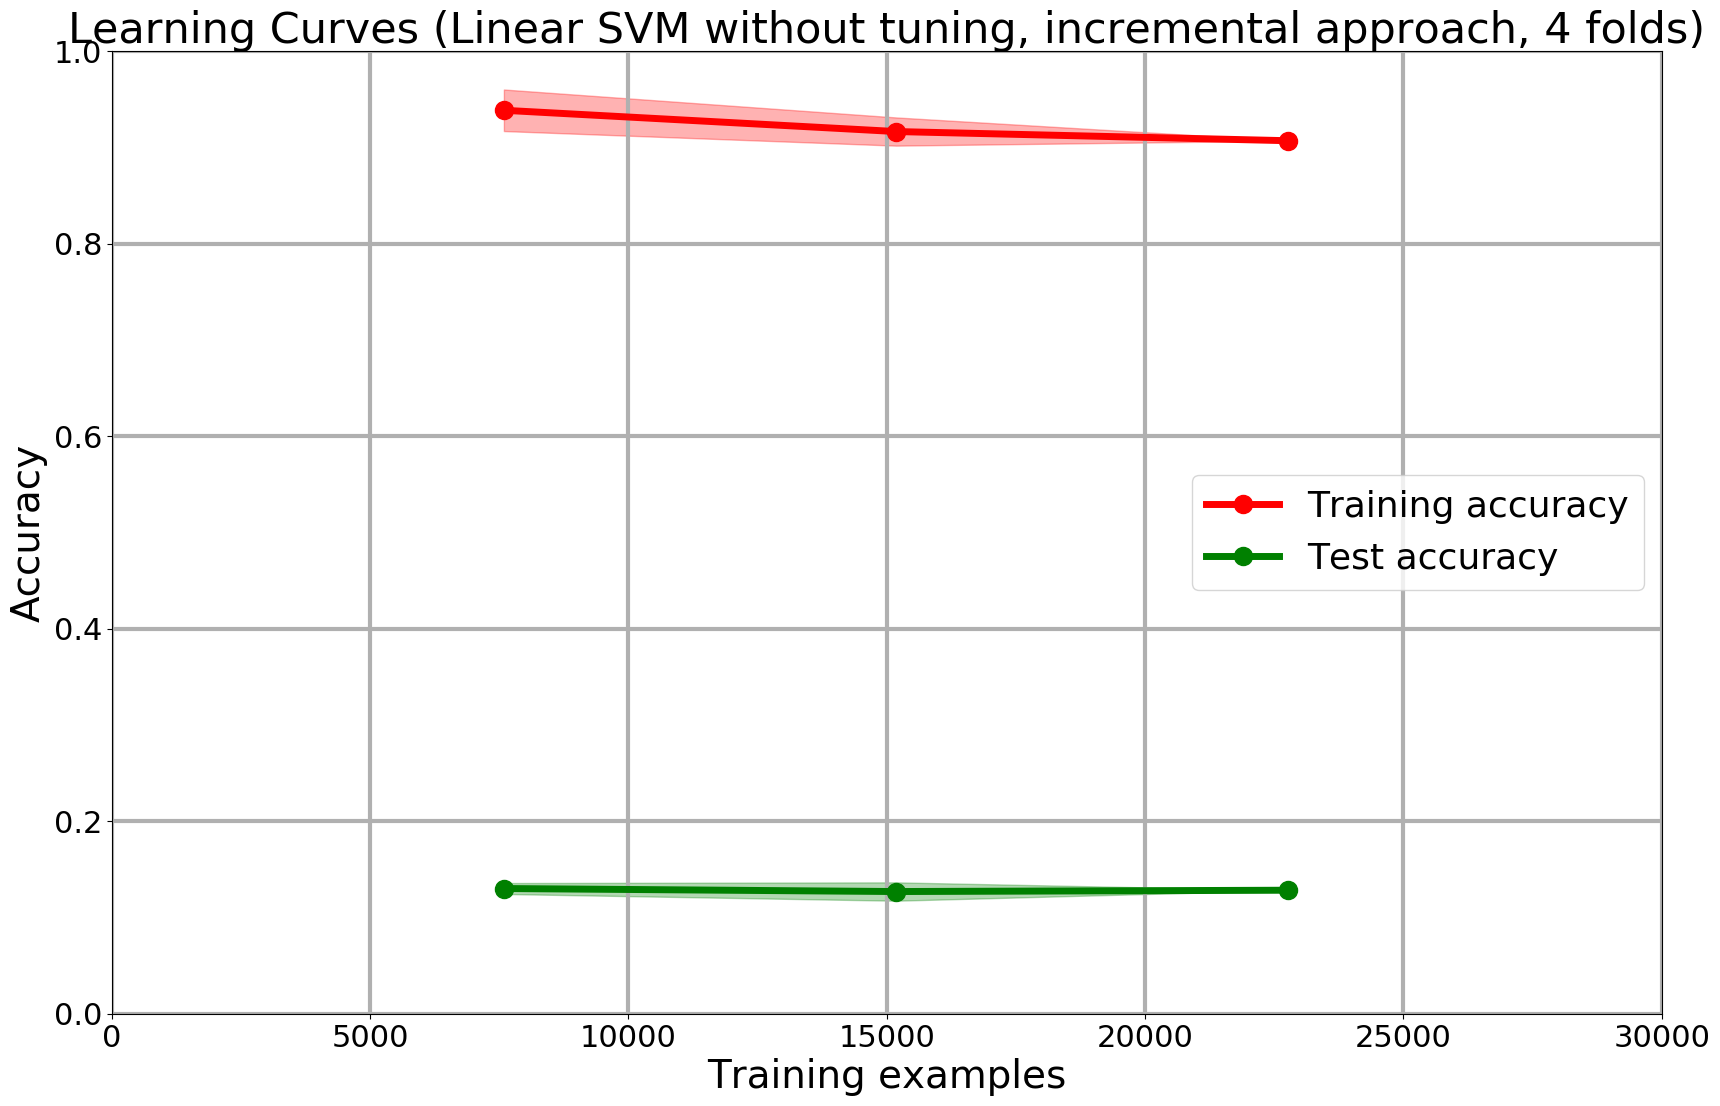 Learning Curves (Linear SVM without tuning, incremental approach, 4 folds)
1.0
0.8
0.6
0.4
0.2
0.0
Accuracy
Training accuracy
Test accuracy
0 5000 10000 15000 20000 25000 30000
Training examples